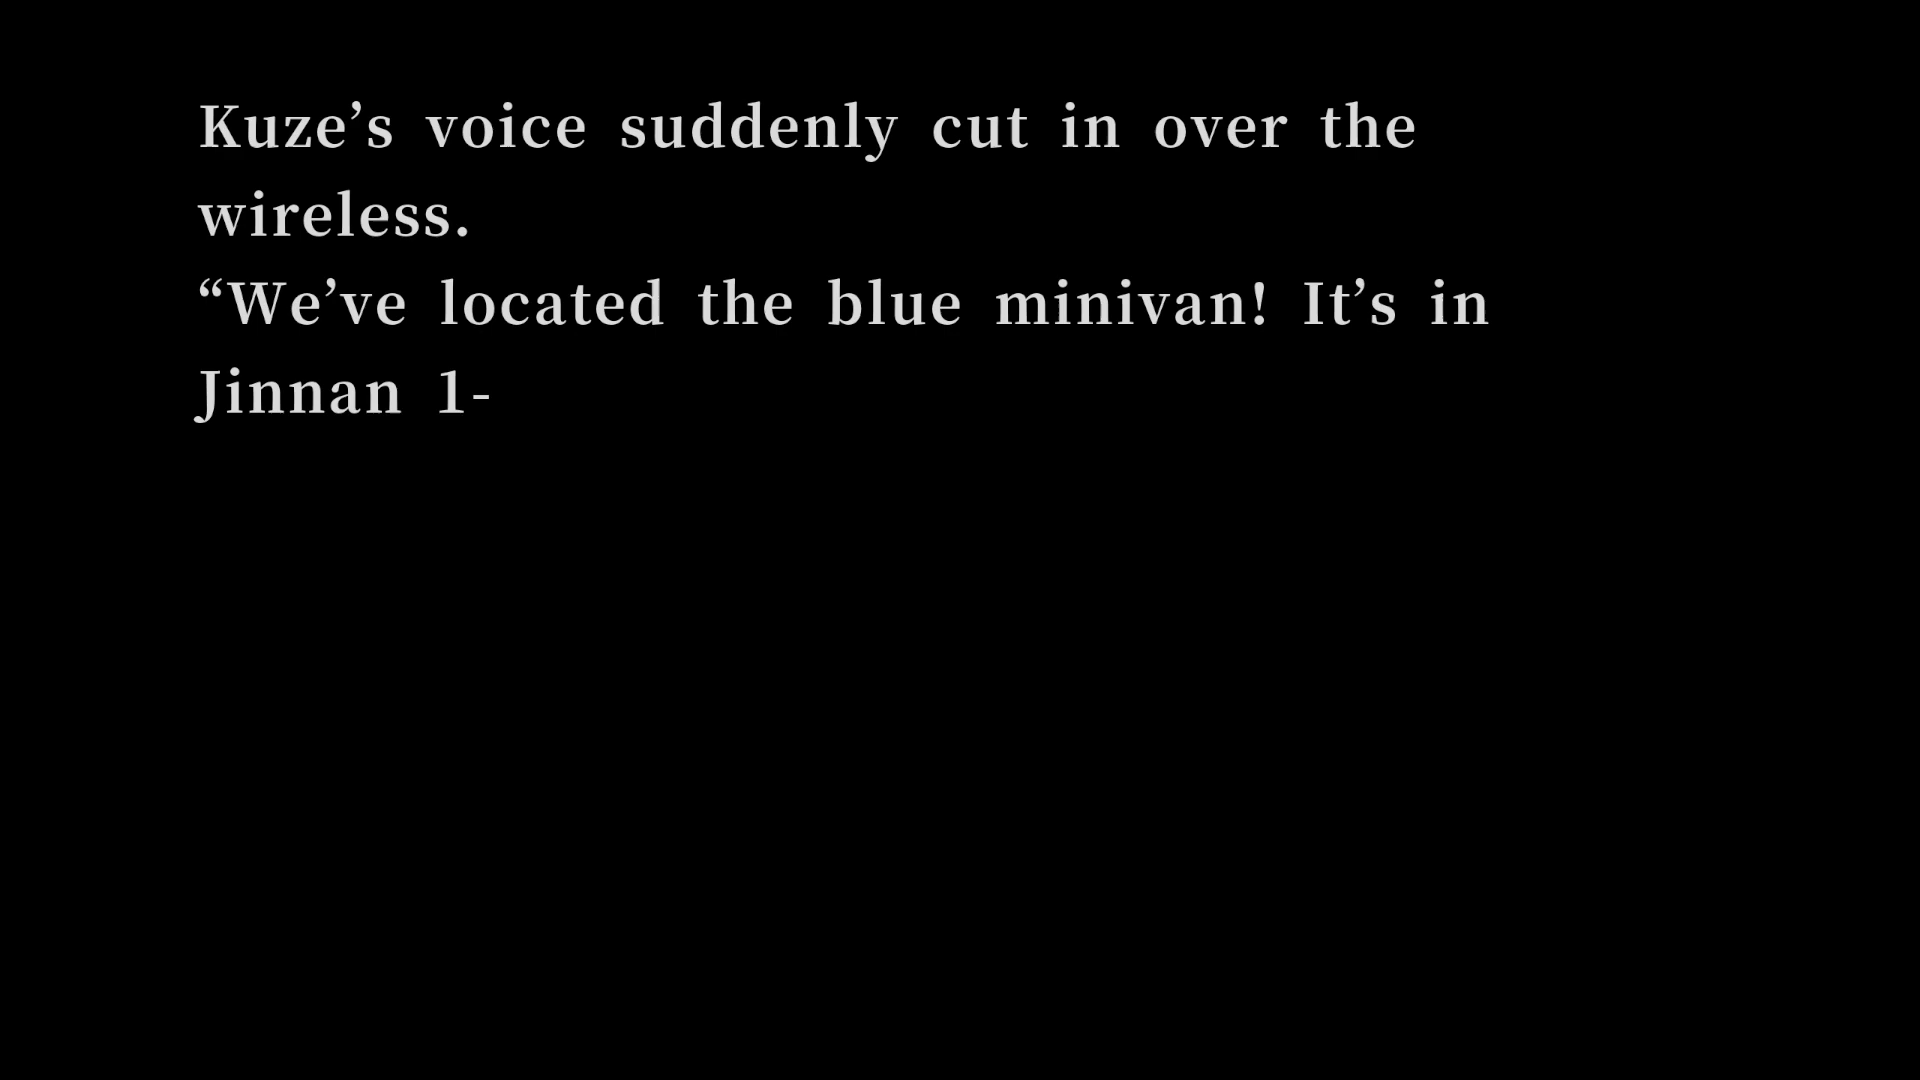 Kuze’s voice suddenly cut in over the
wireless.
“We’ve located the blue minivan! It’s in
Jinnan 1-